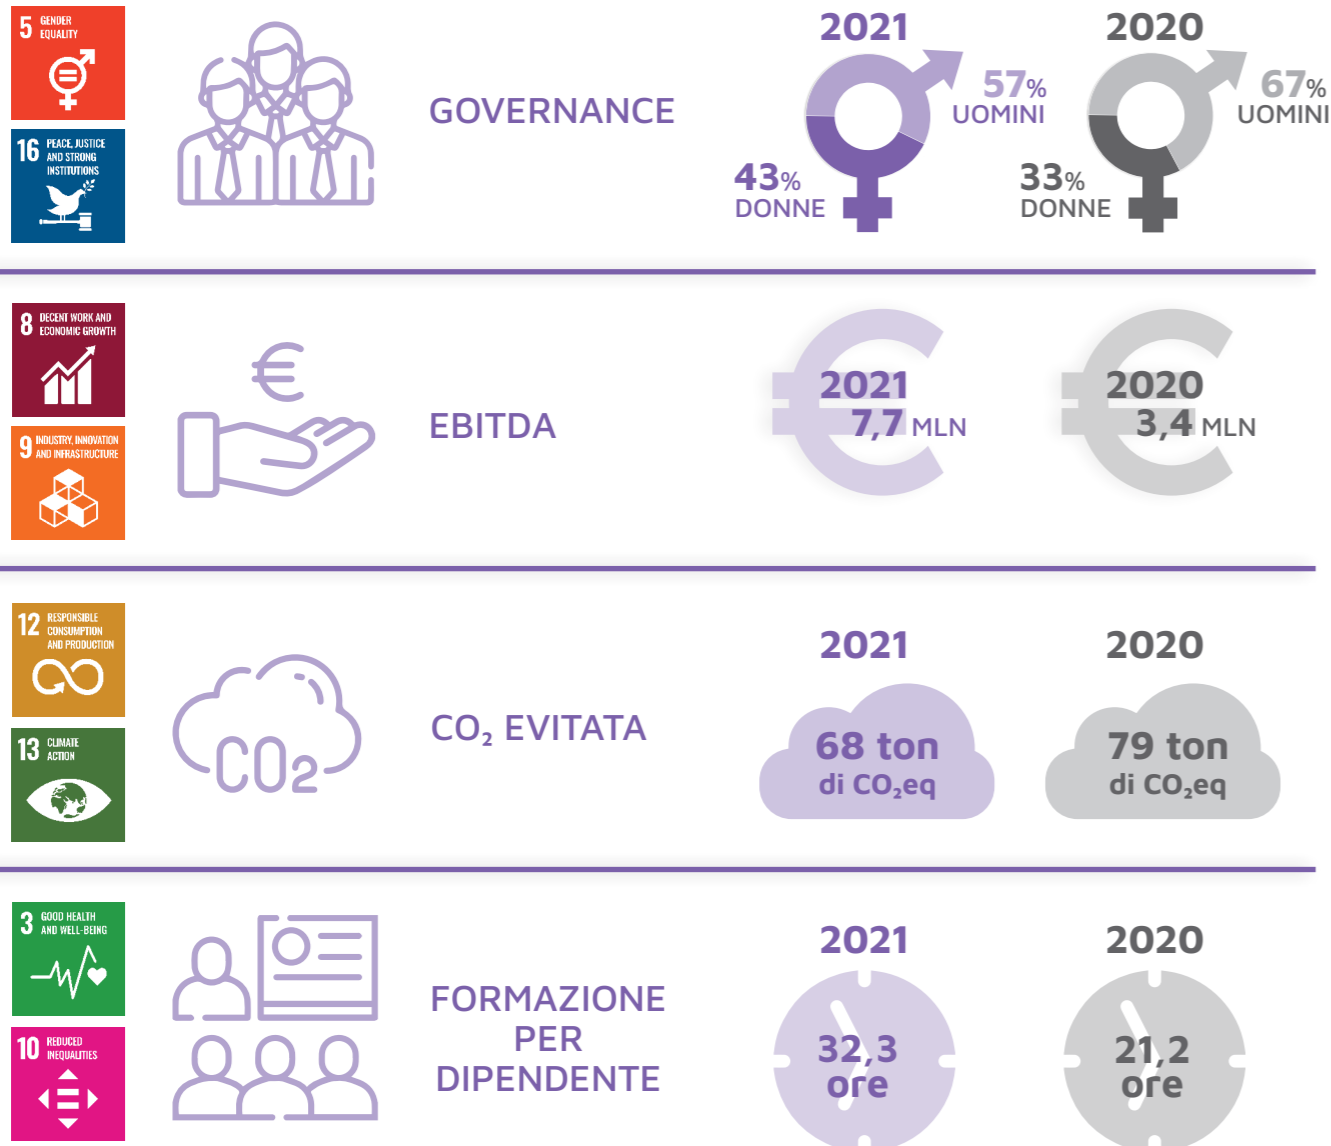 5 GENDER
EQUALITY
16 PEACE, JUSTICE
AND STRONG
INSTITUTIONS
GOVERNANCE
2021
57%
UOMINI
43%
DONNE
2020
67%
UOMINI
33%
DONNE
8 DECENT WORK AND
ECONOMIC GROWTH
9 INDUSTRY, INNOVATION
AND INFRASTRUCTURE
€
EBITDA
2021
7,7 MLN
2020
3,4 MLN
12 RESPONSIBLE
CONSUMPTION
AND PRODUCTION
13 CLIMATE
ACTION
CO2
CO₂ EVITATA
2021
68 ton
di CO₂eq
2020
79 ton
di CO₂eq
3 GOOD HEALTH
AND WELL-BEING
10 REDUCED
INEQUALITIES
FORMAZIONE
PER
DIPENDENTE
2021
32,3
ore
2020
21,2
ore